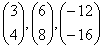 (3 4), (6 8), (-12 -16)